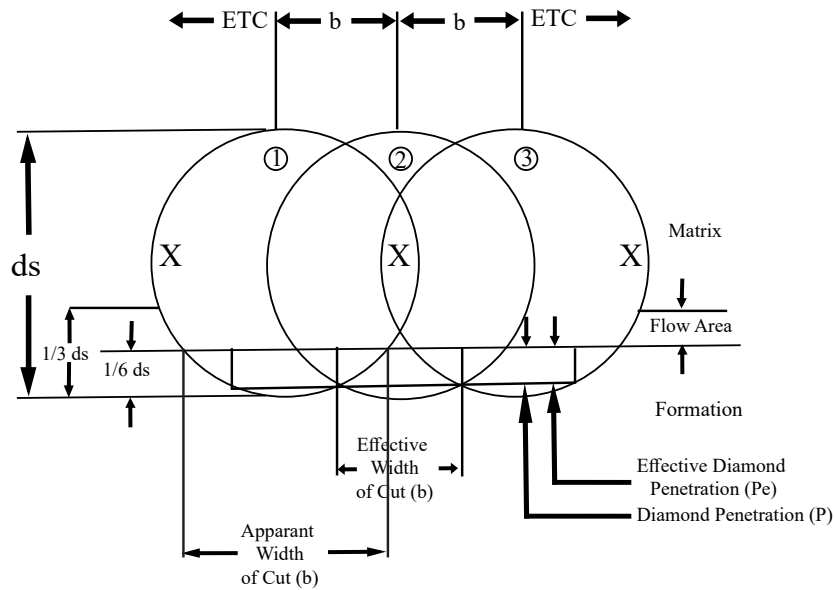 ETC b b ETC
1 2 3
X X X
Matrix
ds
Flow Area
1/3 ds
1/6 ds
Formation
Effective
Width
of Cut (b)
Effective Diamond
Penetration (Pe)
Diamond Penetration (P)
Apparant
Width
of Cut (b)